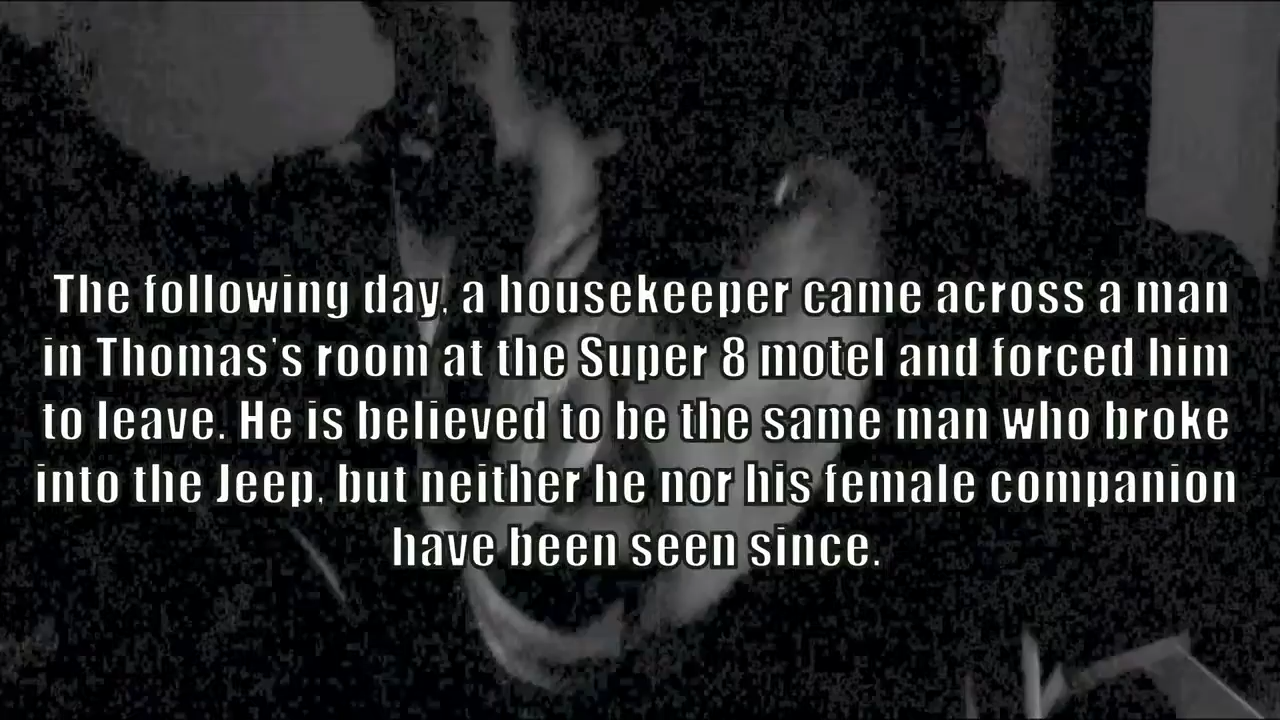 The following day, a housekeeper came across a man
in Thomas's room at the Super 8 motel and forced him
to leave. He is believed to be the same man who broke
into the Jeep, but neither he nor his female companion
have been seen since.